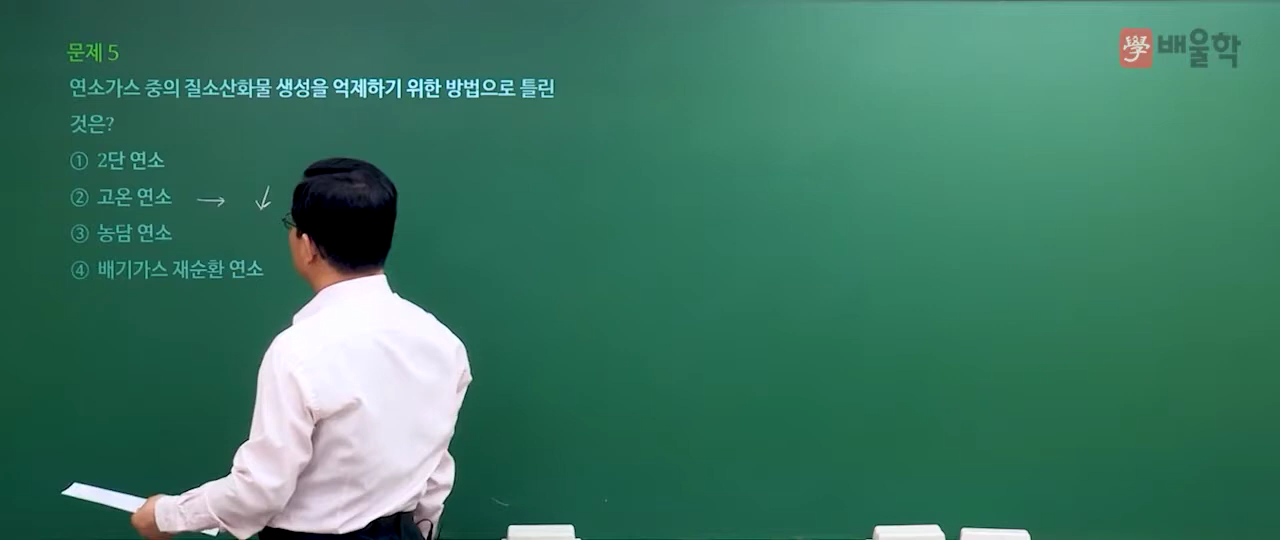 學 배울학
문제 5
연소가스 중의 질소산화물 생성을 억제하기 위한 방법으로 틀린
것은?
① 2단 연소
② 고온 연소 → ↓
③ 농담 연소
④ 배기가스 재순환 연소